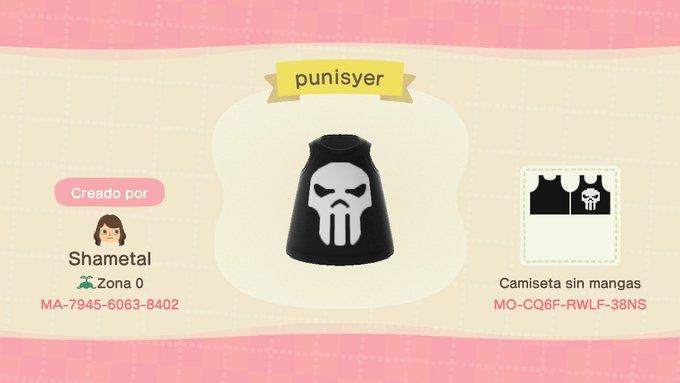 punisyer
Creado por
Shametal
Zona 0
MA-7945-6063-8402
Camiseta sin mangas
MO-CQ6F-RWLF-38NS